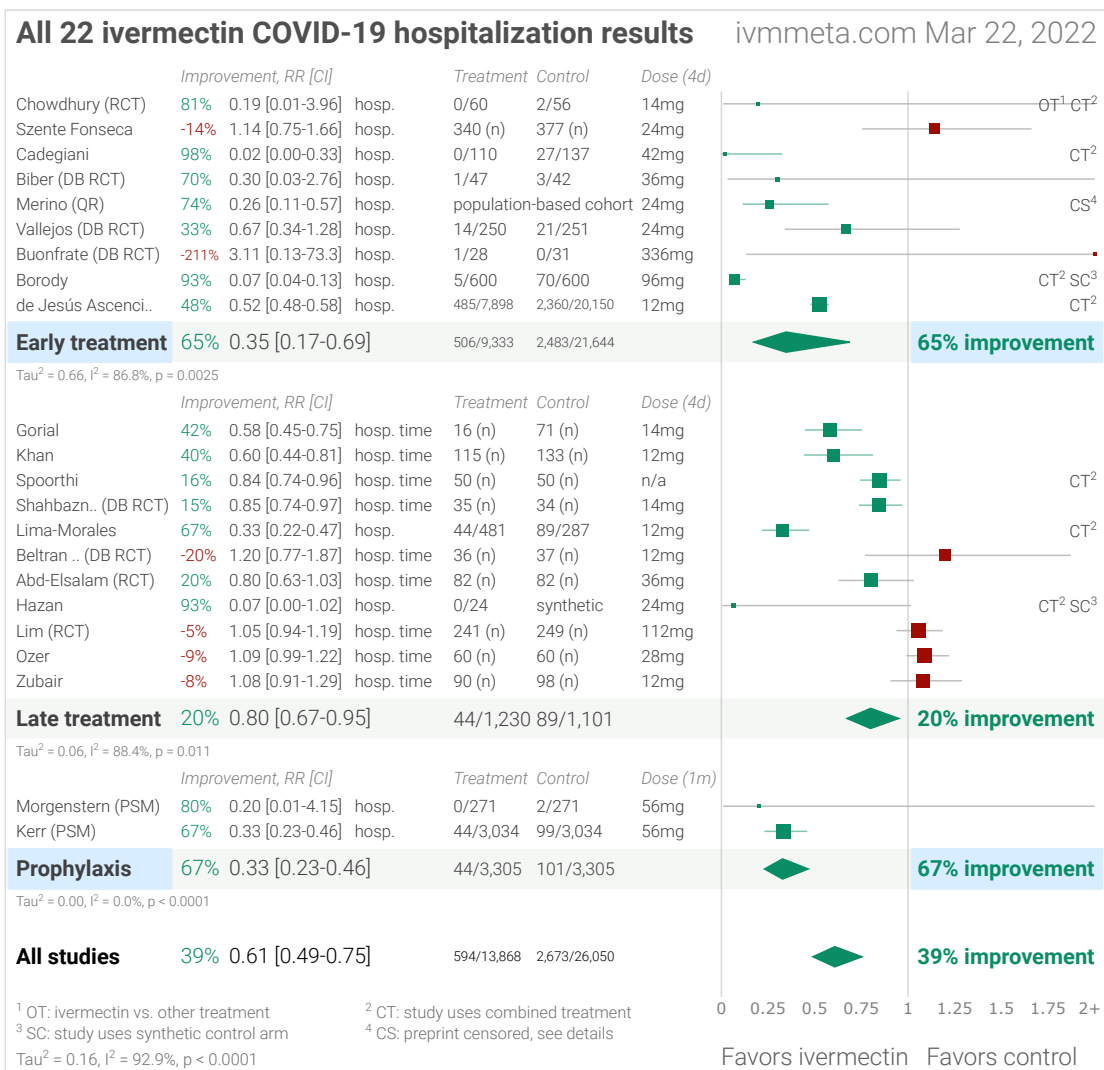 All 22 ivermectin COVID-19 hospitalization results ivmmeta.com Mar 22, 2022
Improvement, RR [CI] Treatment Control Dose (4d)
Chowdhury (RCT) 81% 0.19 [0.01-3.96] hosp. 0/60 2/56 14mg OT¹ CT²
Szente Fonseca -14% 1.14 [0.75-1.66] hosp. 340 (n) 377 (n) 24mg
Cadegiani 98% 0.02 [0.00-0.33] hosp. 0/110 27/137 42mg CT²
Biber (DB RCT) 70% 0.30 [0.03-2.76] hosp. 1/47 3/42 36mg
Merino (QR) 74% 0.26 [0.11-0.57] hosp. population-based cohort 24mg CS⁴
Vallejos (DB RCT) 33% 0.67 [0.34-1.28] hosp. 14/250 21/251 24mg
Buonfrate (DB RCT) -211% 3.11 [0.13-73.3] hosp. 1/28 0/31 336mg
Borody 93% 0.07 [0.04-0.13] hosp. 5/600 70/600 96mg CT² SC³
de Jesús Ascenci.. 48% 0.52 [0.48-0.58] hosp. 485/7,898 2,360/20,150 12mg CT²
Early treatment 65% 0.35 [0.17-0.69] 506/9,333 2,483/21,644 65% improvement
Tau² = 0.66, I² = 86.8%, p = 0.0025
Improvement, RR [CI] Treatment Control Dose (4d)
Gorial 42% 0.58 [0.45-0.75] hosp. time 16 (n) 71 (n) 14mg
Khan 40% 0.60 [0.44-0.81] hosp. time 115 (n) 133 (n) 12mg
Spoorthi 16% 0.84 [0.74-0.96] hosp. time 50 (n) 50 (n) n/a CT²
Shahbazn.. (DB RCT) 15% 0.85 [0.74-0.97] hosp. time 35 (n) 34 (n) 14mg
Lima-Morales 67% 0.33 [0.22-0.47] hosp. 44/481 89/287 12mg CT²
Beltran .. (DB RCT) -20% 1.20 [0.77-1.87] hosp. time 36 (n) 37 (n) 12mg
Abd-Elsalam (RCT) 20% 0.80 [0.63-1.03] hosp. time 82 (n) 82 (n) 36mg
Hazan 93% 0.07 [0.00-1.02] hosp. 0/24 synthetic 24mg CT² SC³
Lim (RCT) -5% 1.05 [0.94-1.19] hosp. time 241 (n) 249 (n) 112mg
Ozer -9% 1.09 [0.99-1.22] hosp. time 60 (n) 60 (n) 28mg
Zubair -8% 1.08 [0.91-1.29] hosp. time 90 (n) 98 (n) 12mg
Late treatment 20% 0.80 [0.67-0.95] 44/1,230 89/1,101 20% improvement
Tau² = 0.06, I² = 88.4%, p = 0.011
Improvement, RR [CI] Treatment Control Dose (1m)
Morgenstern (PSM) 80% 0.20 [0.01-4.15] hosp. 0/271 2/271 56mg
Kerr (PSM) 67% 0.33 [0.23-0.46] hosp. 44/3,034 99/3,034 56mg
Prophylaxis 67% 0.33 [0.23-0.46] 44/3,305 101/3,305 67% improvement
Tau² = 0.00, I² = 0.0%, p < 0.0001
All studies 39% 0.61 [0.49-0.75] 594/13,868 2,673/26,050 39% improvement
0 0.25 0.5 0.75 1 1.25 1.5 1.75 2+
¹ OT: ivermectin vs. other treatment ² CT: study uses combined treatment
³ SC: study uses synthetic control arm ⁴ CS: preprint censored, see details
Tau² = 0.16, I² = 92.9%, p < 0.0001 Favors ivermectin Favors control